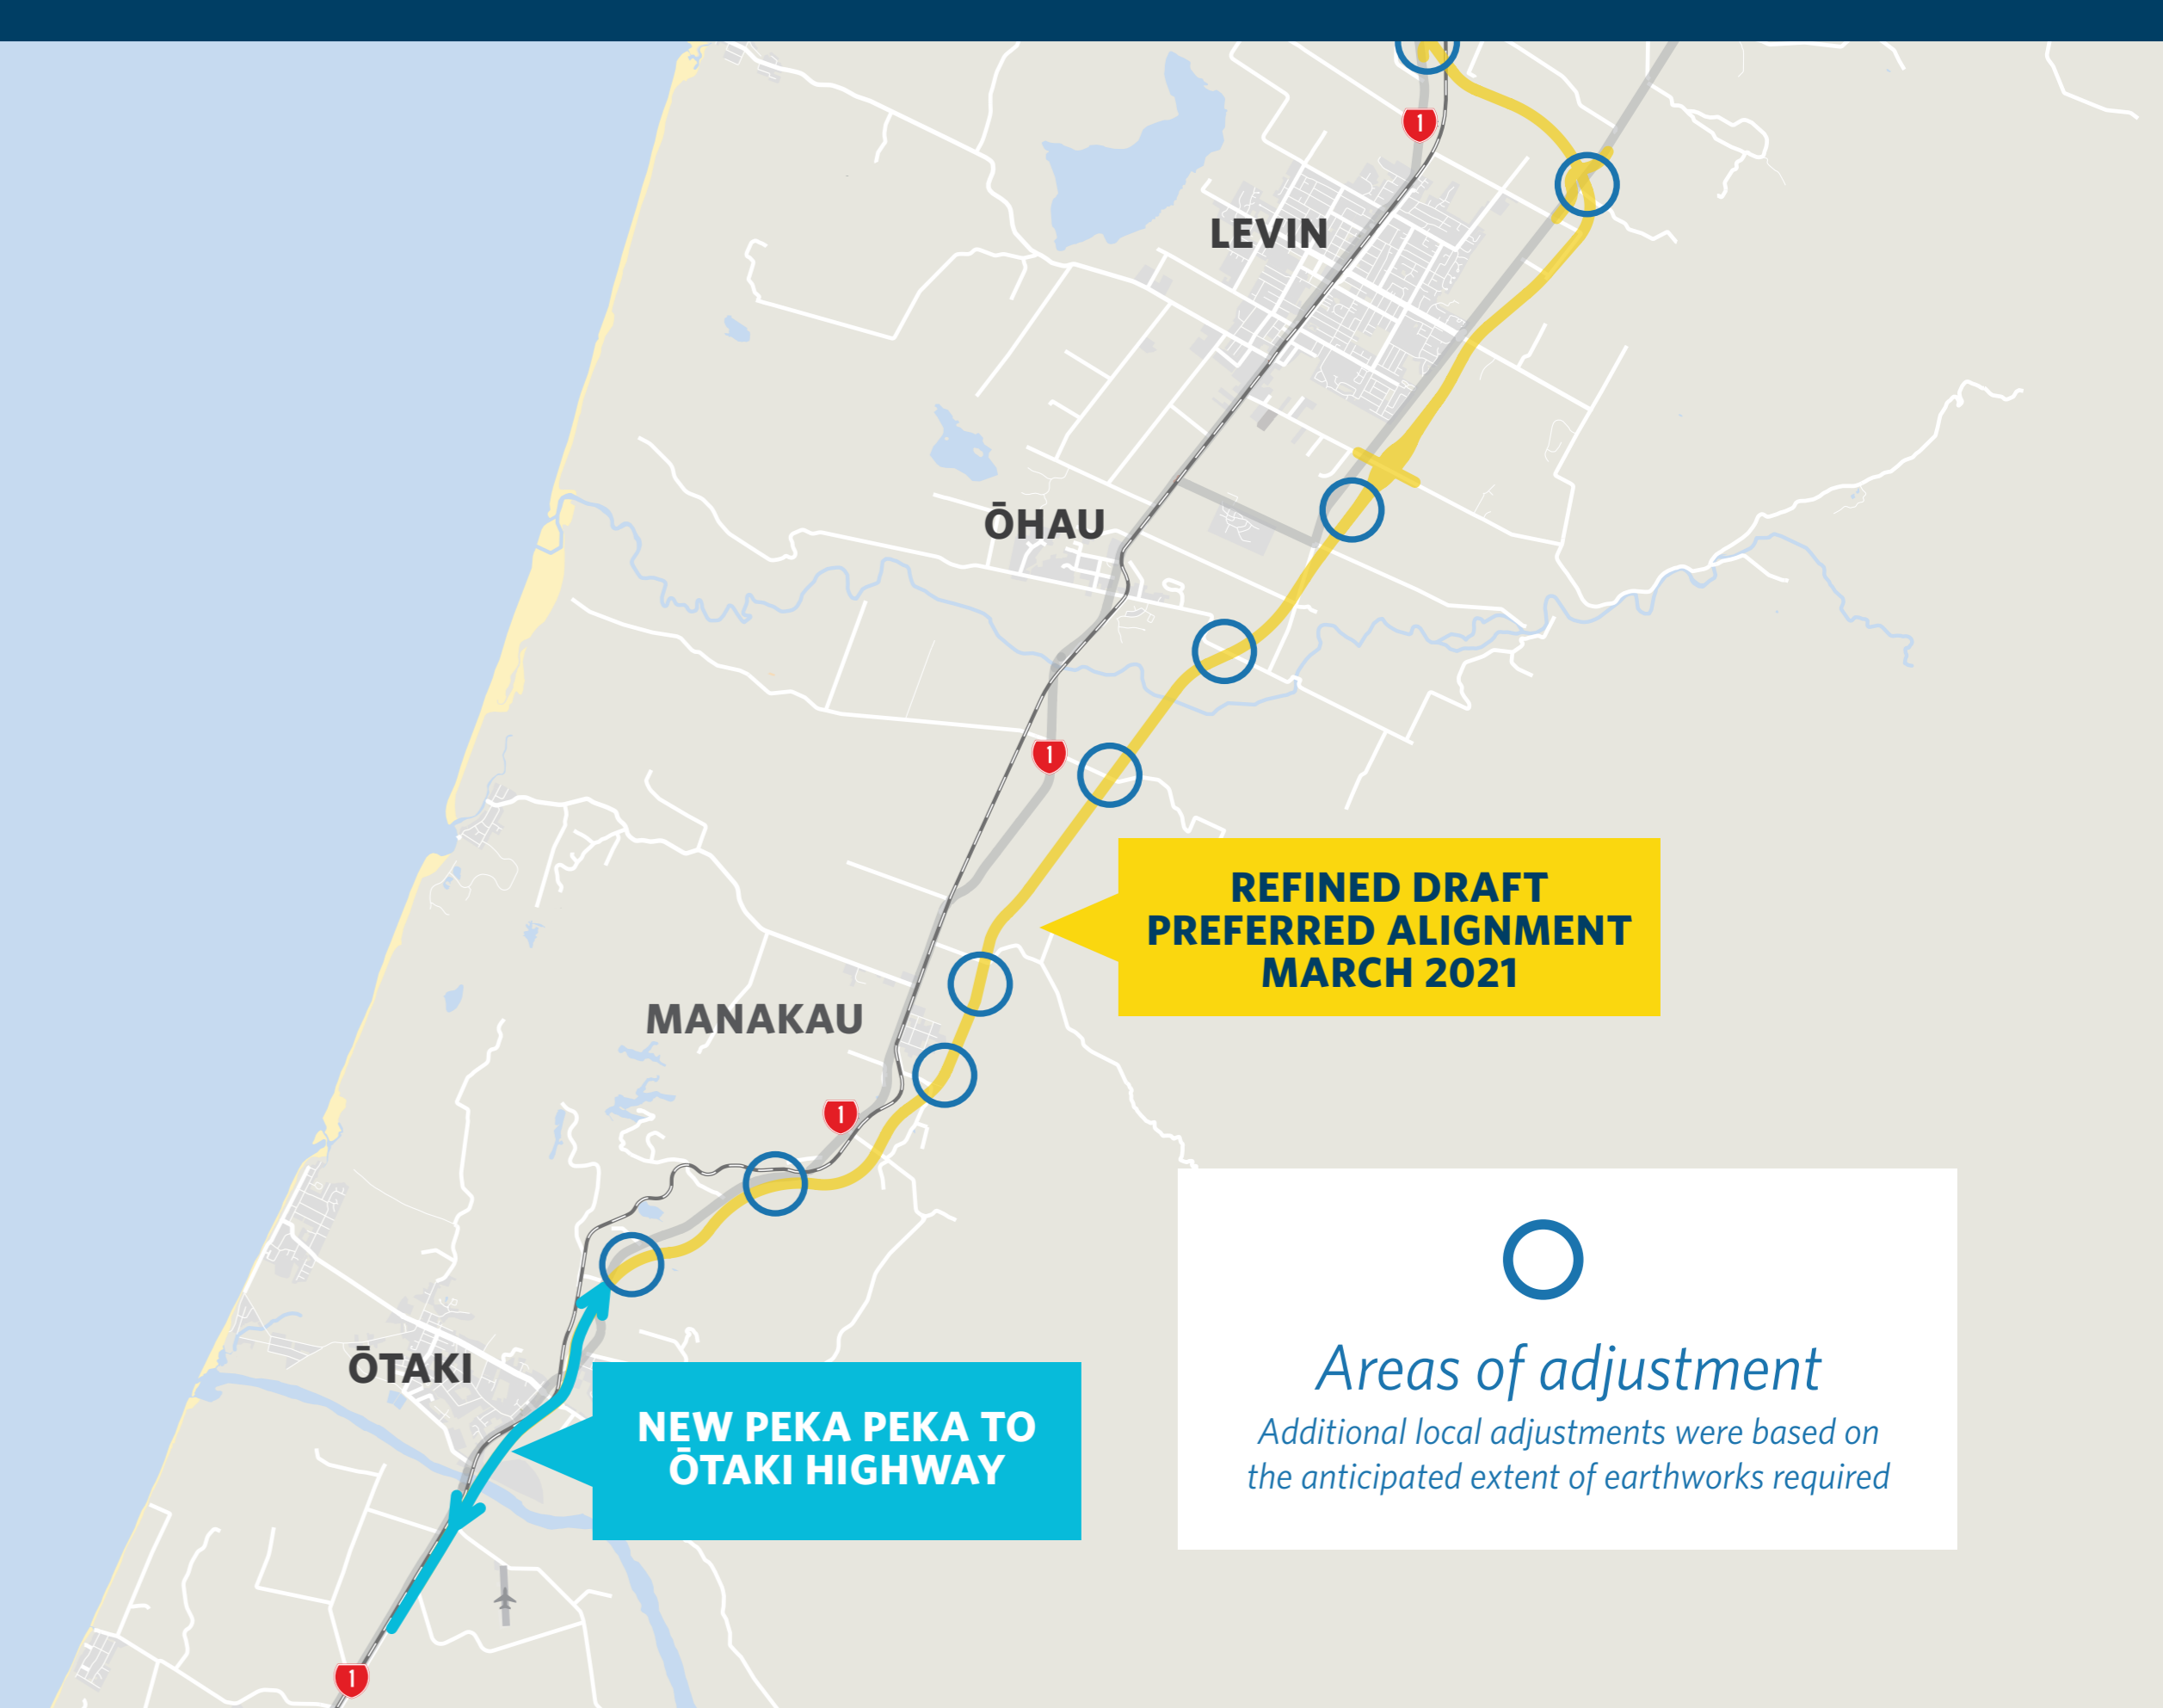 1
LEVIN
ŌHAU
1
REFINED DRAFT
PREFERRED ALIGNMENT
MARCH 2021
MANAKAU
1
Areas of adjustment
Additional local adjustments were based on
the anticipated extent of earthworks required
ŌTAKI
NEW PEKA PEKA TO
ŌTAKI HIGHWAY
1